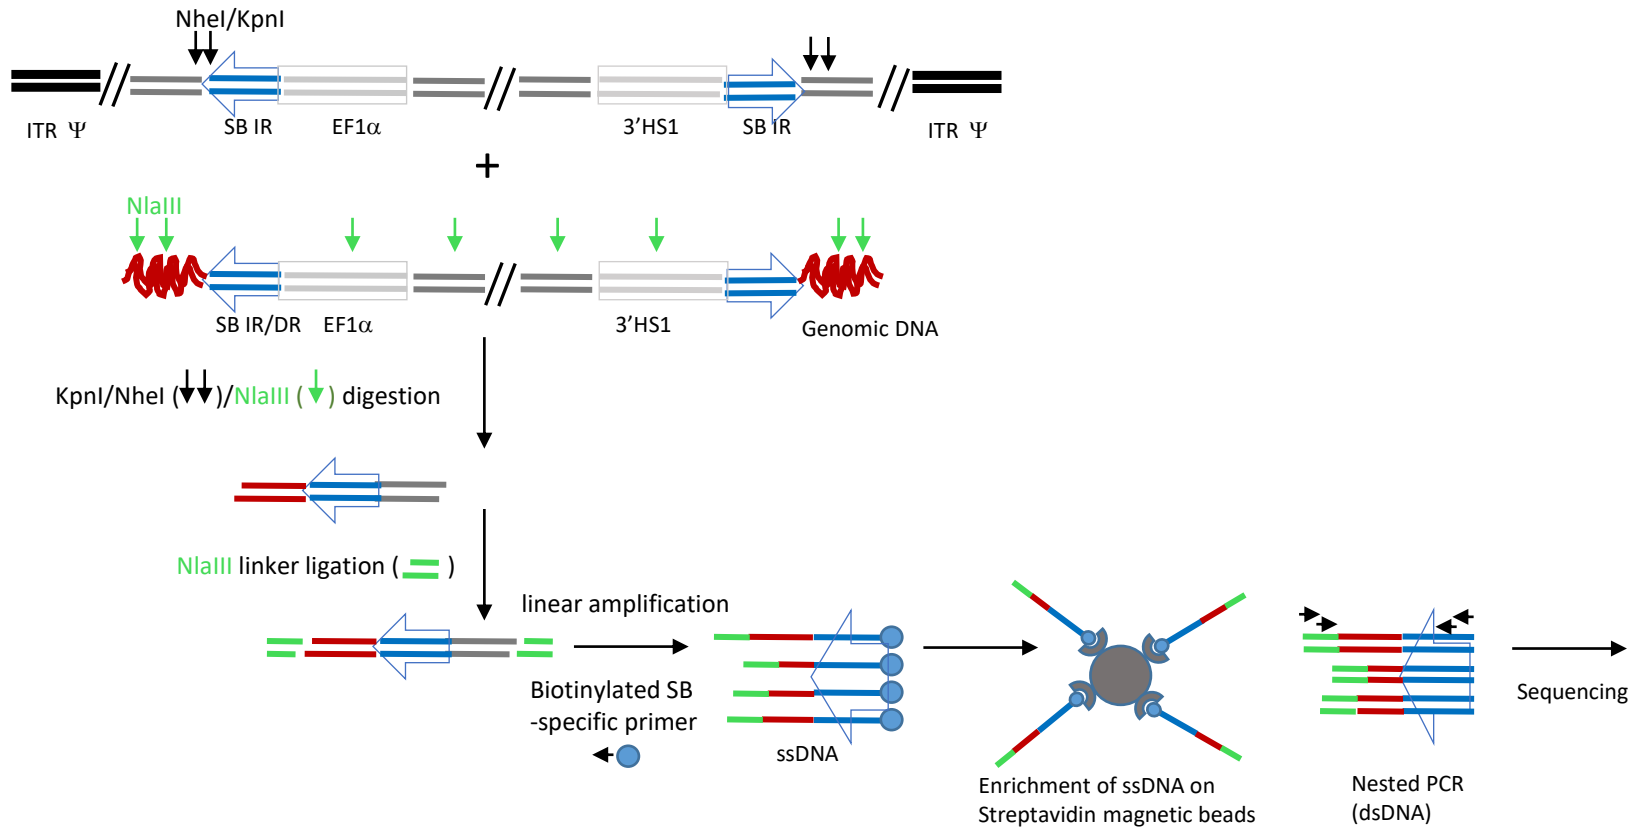 NheI/KpnI
ITR Ψ
SB IR
EF1α
3'HS1
SB IR
ITR Ψ
+
NlaIII
SB IR/DR
EF1α
3'HS1
Genomic DNA
KpnI/NheI ( )/NlaIII ( ) digestion
NlaIII linker ligation ( )
linear amplification
Biotinylated SB
-specific primer
ssDNA
Enrichment of ssDNA on
Streptavidin magnetic beads
Nested PCR
(dsDNA)
Sequencing